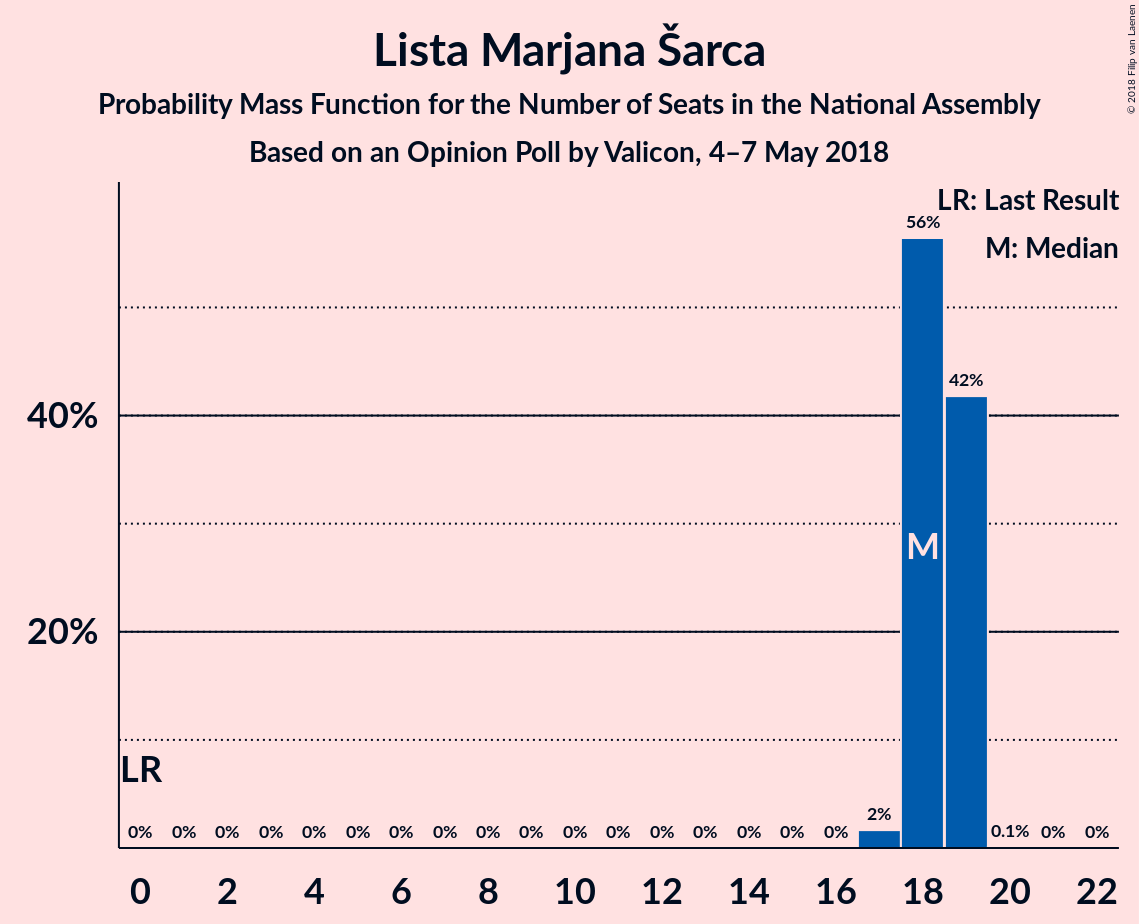 Lista Marjana Šarca
Probability Mass Function for the Number of Seats in the National Assembly
Based on an Opinion Poll by Valicon, 4–7 May 2018
© 2018 Filip van Laenen
LR: Last Result
M: Median
56%
42%
40%
M
20%
LR
0% 0% 0% 0% 0% 0% 0% 0% 0% 0% 0% 0% 0% 0% 0% 0% 0% 2% 0.1% 0% 0%
0 2 4 6 8 10 12 14 16 18 20 22